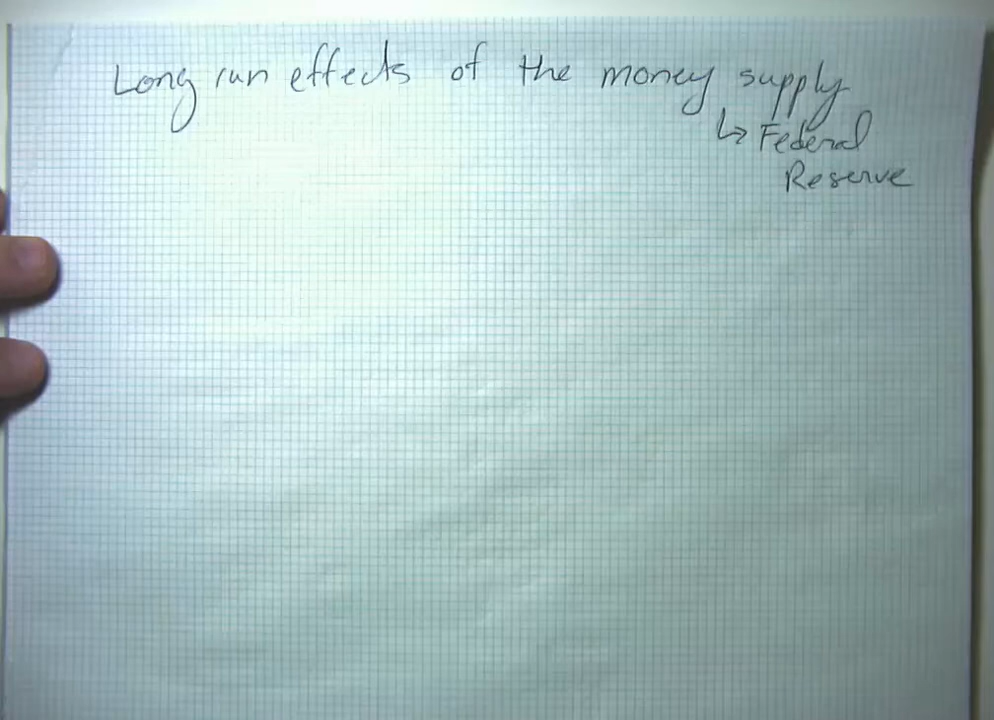 Long run effects of the money supply
↳ Federal
Reserve